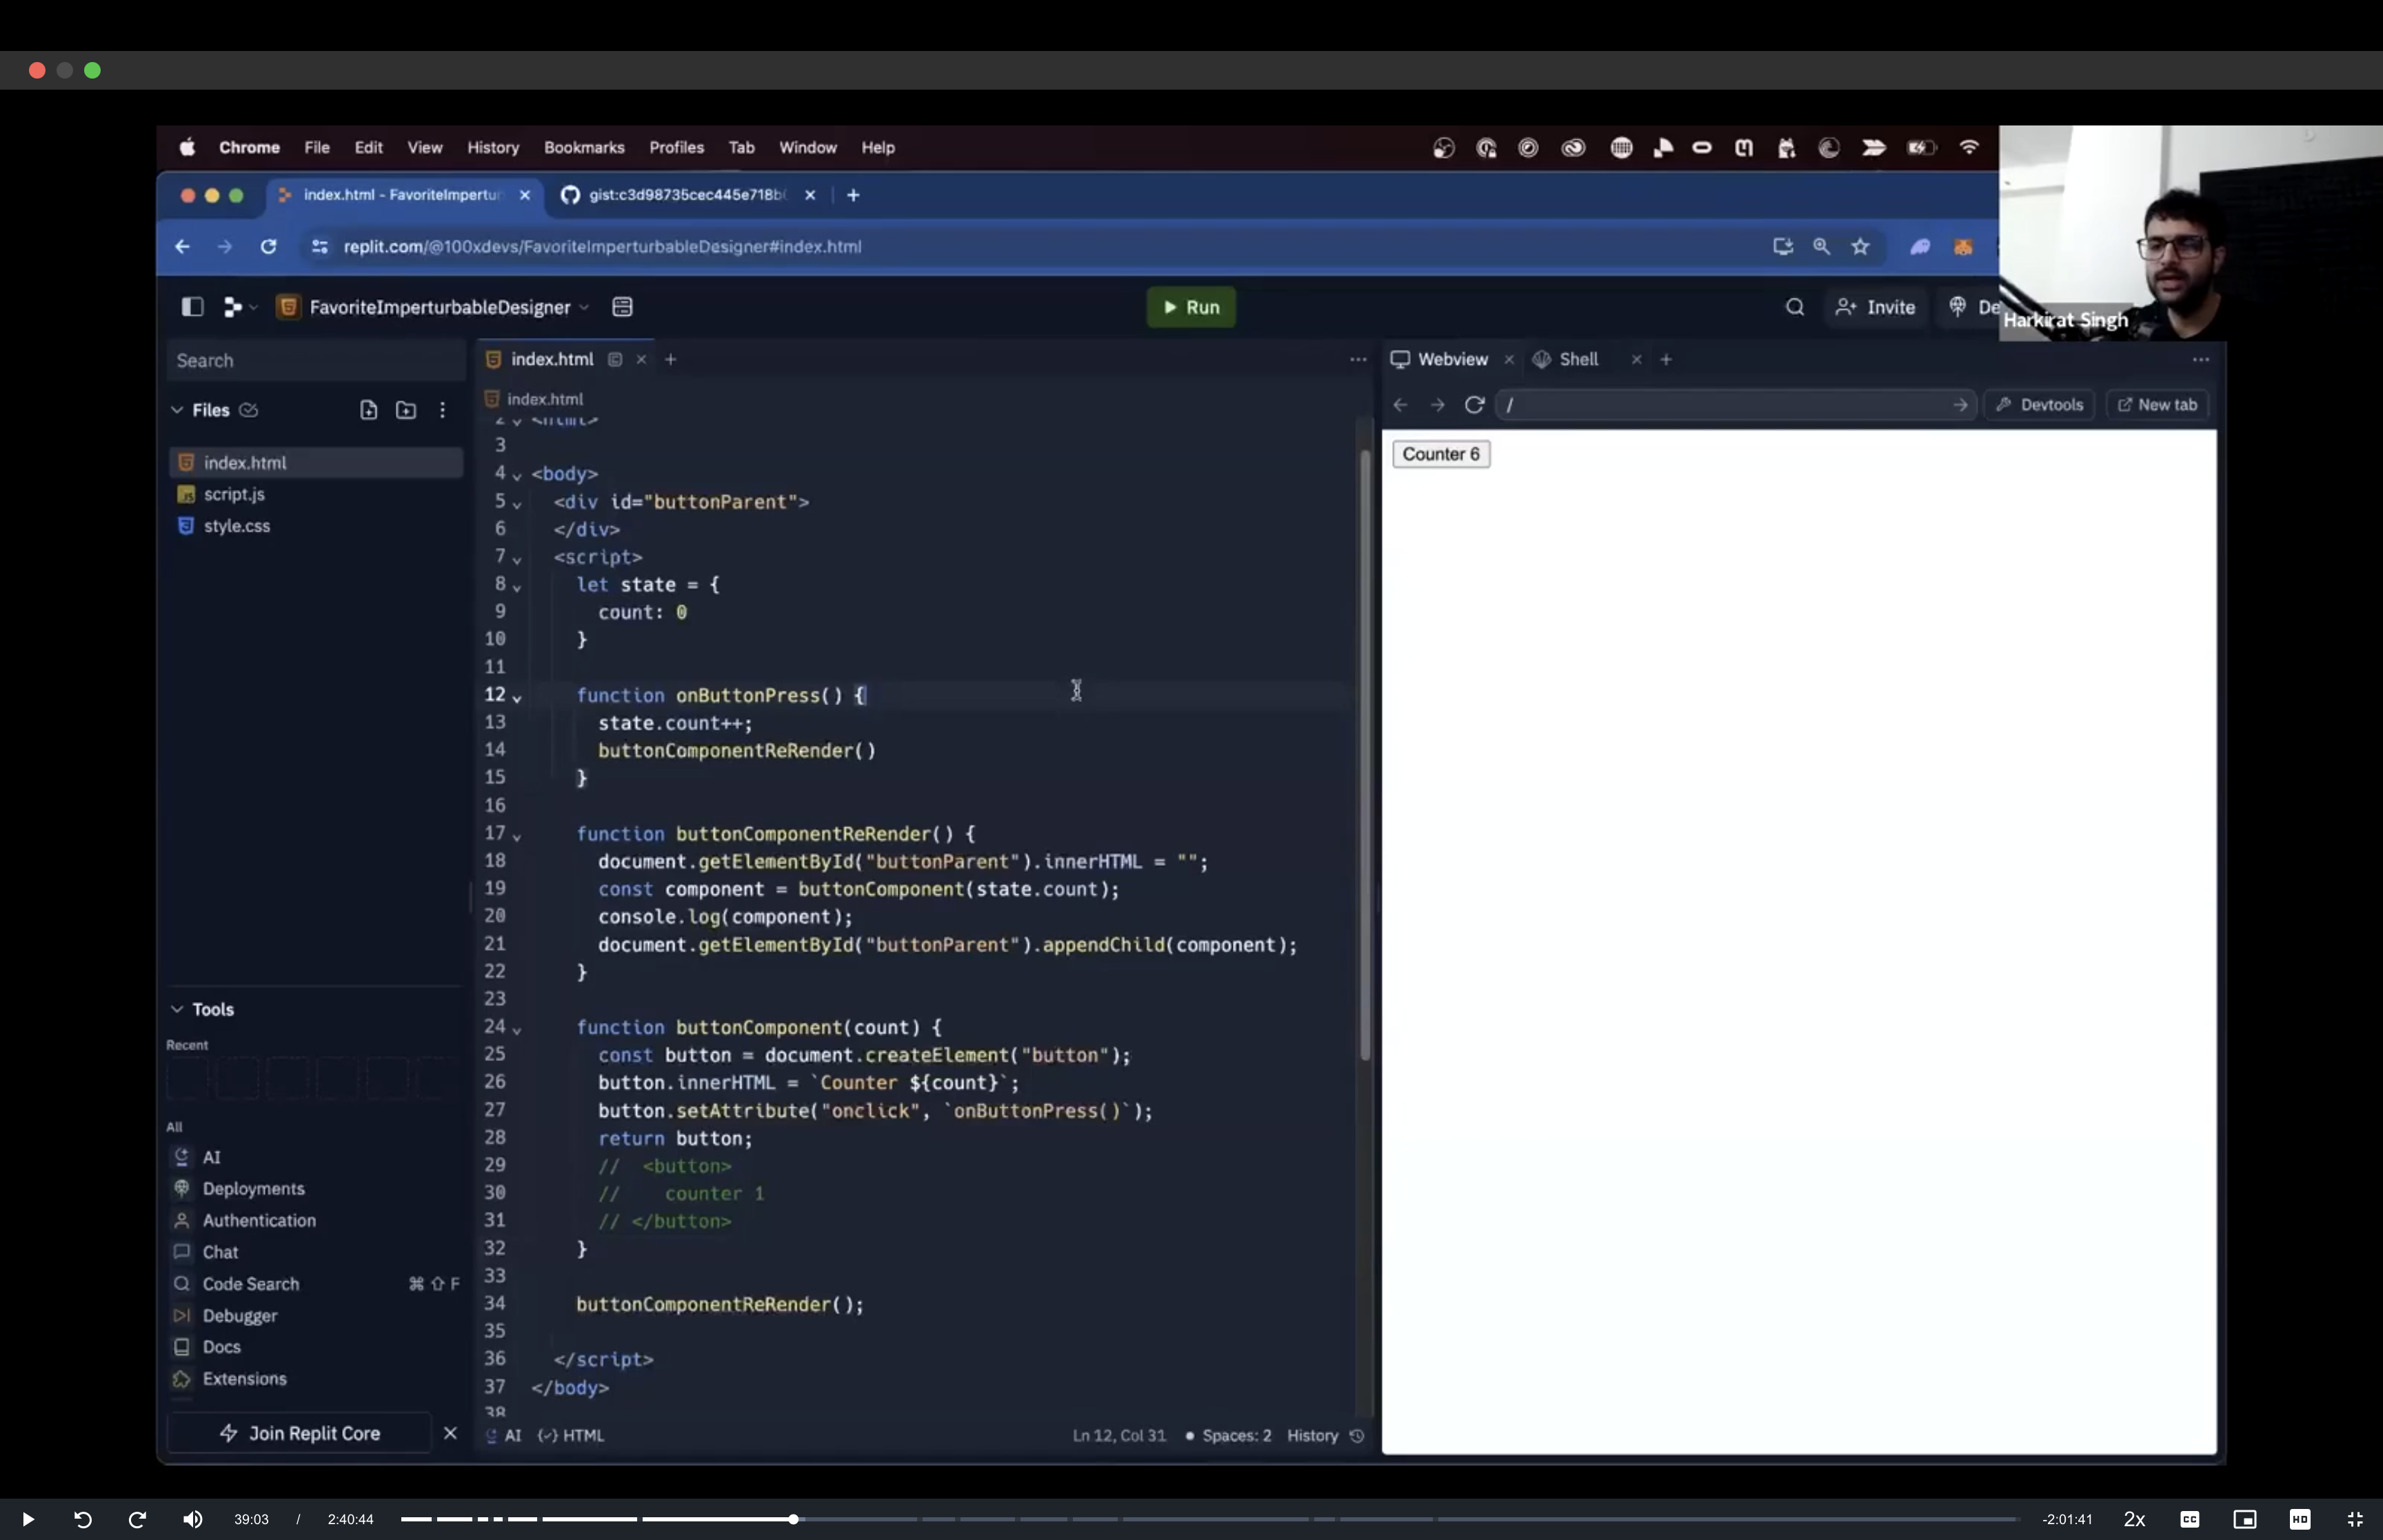 Chrome File Edit View History Bookmarks Profiles Tab Window Help
index.html - FavoriteImpertur
gist:c3d98735cec445e718b
replit.com/@100xdevs/FavoriteImperturbableDesigner#index.html
FavoriteImperturbableDesigner
Run
Invite
De
Harkirat Singh
Search
Files
index.html
script.js
style.css
Tools
Recent
All
AI
Deployments
Authentication
Chat
Code Search ⌘ ⇧ F
Debugger
Docs
Extensions
Join Replit Core
index.html
index.html
2 <html>
3
4 <body>
5 <div id="buttonParent">
6 </div>
7 <script>
8 let state = {
9 count: 0
10 }
11
12 function onButtonPress() {
13 state.count++;
14 buttonComponentReRender()
15 }
16
17 function buttonComponentReRender() {
18 document.getElementById("buttonParent").innerHTML = "";
19 const component = buttonComponent(state.count);
20 console.log(component);
21 document.getElementById("buttonParent").appendChild(component);
22 }
23
24 function buttonComponent(count) {
25 const button = document.createElement("button");
26 button.innerHTML = `Counter ${count}`;
27 button.setAttribute("onclick", `onButtonPress()`);
28 return button;
29 // <button>
30 // counter 1
31 // </button>
32 }
33
34 buttonComponentReRender();
35
36 </script>
37 </body>
38
AI HTML
Ln 12, Col 31 Spaces: 2 History
Webview
Shell
/
Devtools
New tab
Counter 6
39:03 / 2:40:44
-2:01:41
2x
CC
HD